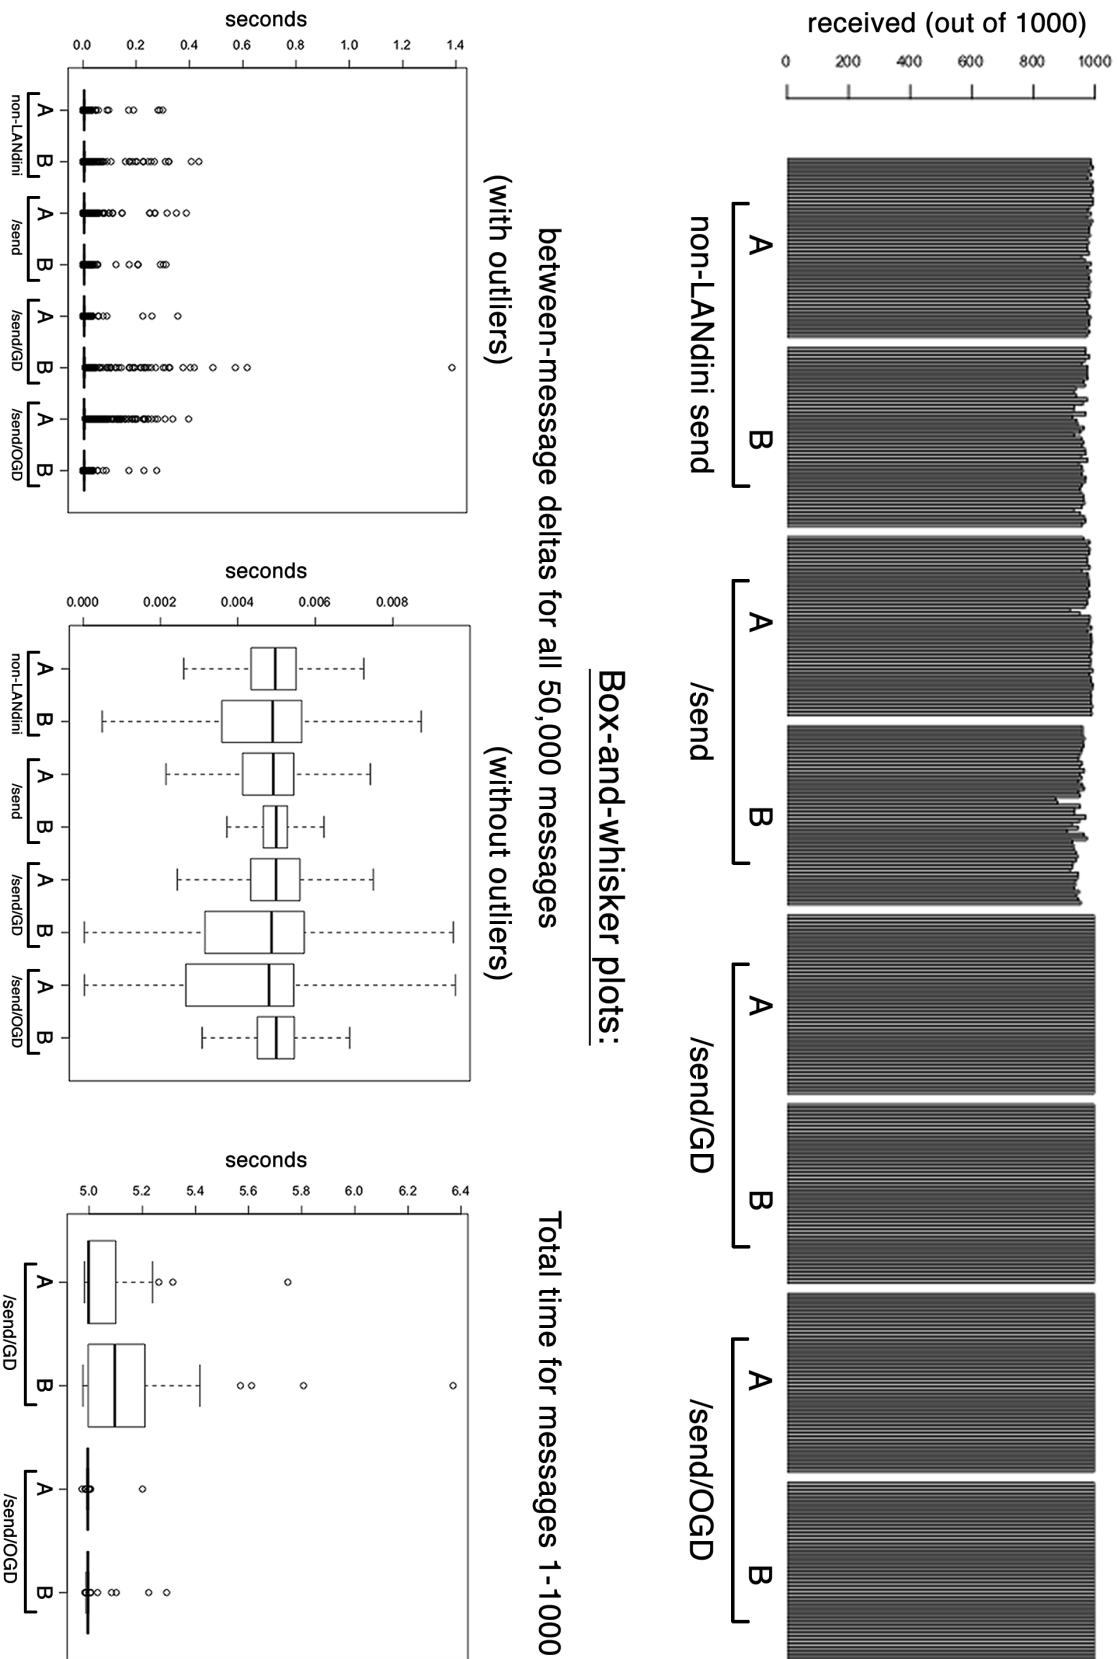 received (out of 1000)
0 200 400 600 800 1000
A B A B A B A B
non-LANdini send /send /send/GD /send/OGD
Box-and-whisker plots:
between-message deltas for all 50,000 messages
(with outliers)
(without outliers)
Total time for messages 1-1000
seconds
0.0 0.2 0.4 0.6 0.8 1.0 1.2 1.4
A B A B A B A B
non-LANdini /send /send/GD /send/OGD
seconds
0.000 0.002 0.004 0.006 0.008
A B A B A B A B
non-LANdini /send /send/GD /send/OGD
seconds
5.0 5.2 5.4 5.6 5.8 6.0 6.2 6.4
A B A B
/send/GD /send/OGD